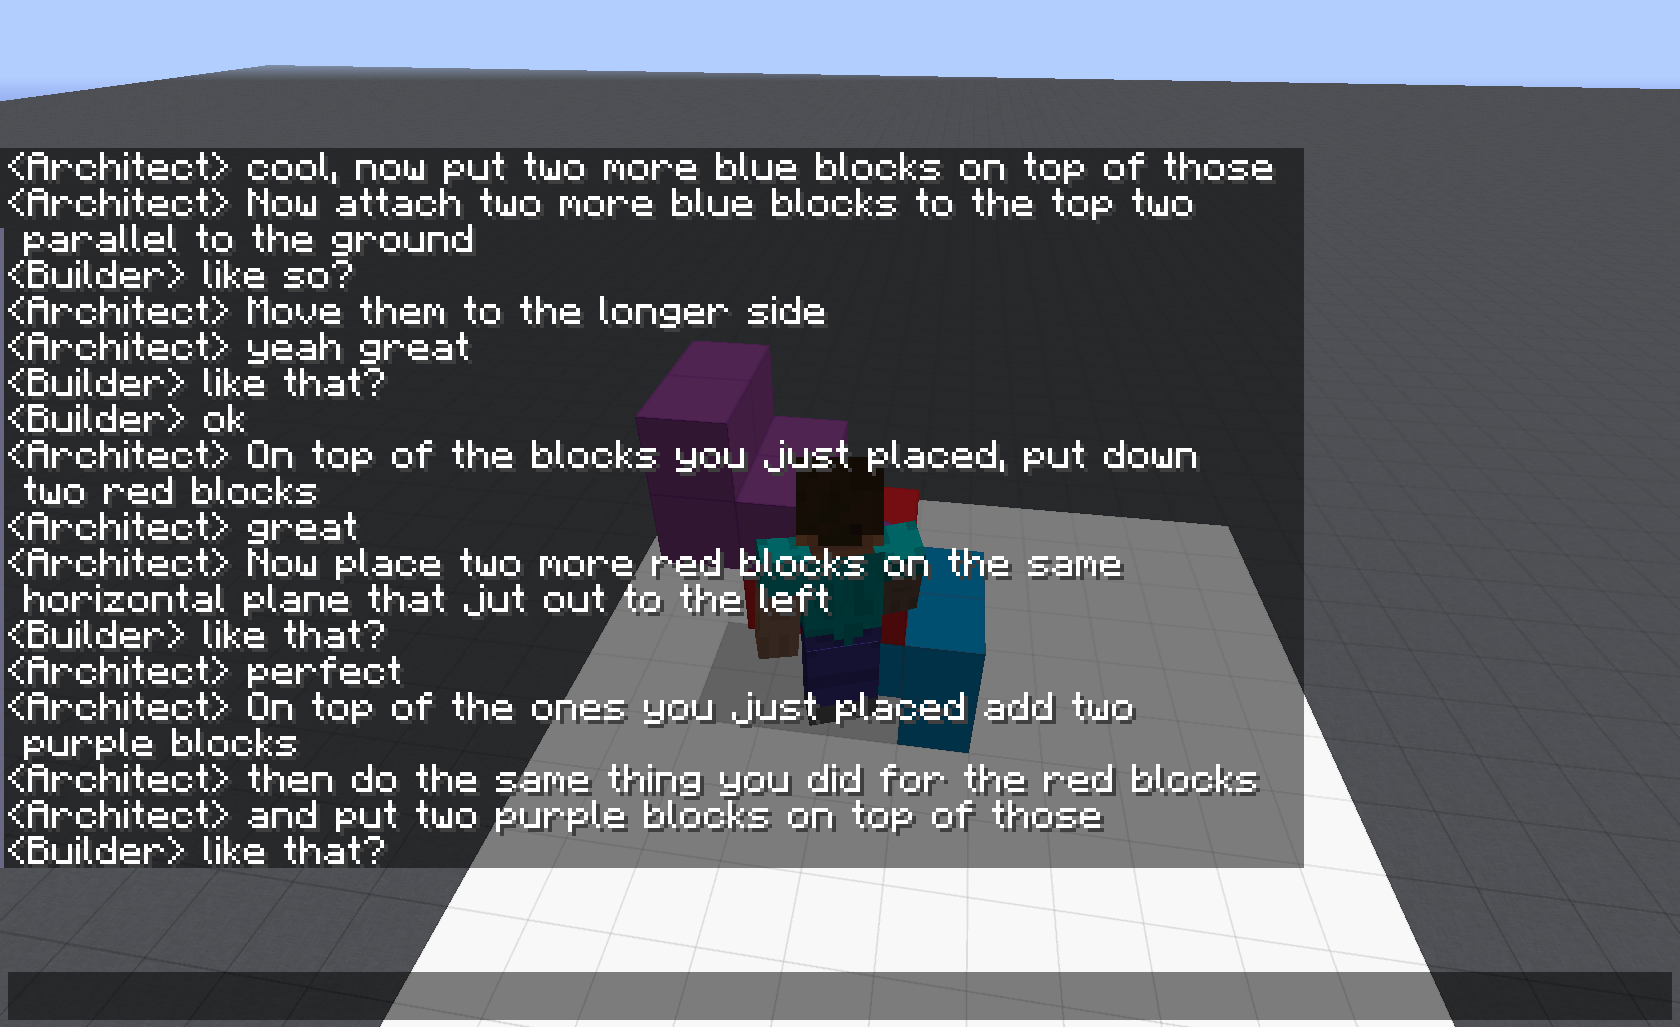 <Architect> cool, now put two more blue blocks on top of those
<Architect> Now attach two more blue blocks to the top two
parallel to the ground
<Builder> like so?
<Architect> Move them to the longer side
<Architect> yeah great
<Builder> like that?
<Builder> ok
<Architect> On top of the blocks you just placed, put down
two red blocks
<Architect> great
<Architect> Now place two more red blocks on the same
horizontal plane that jut out to the left
<Builder> like that?
<Architect> perfect
<Architect> On top of the ones you just placed add two
purple blocks
<Architect> then do the same thing you did for the red blocks
<Architect> and put two purple blocks on top of those
<Builder> like that?